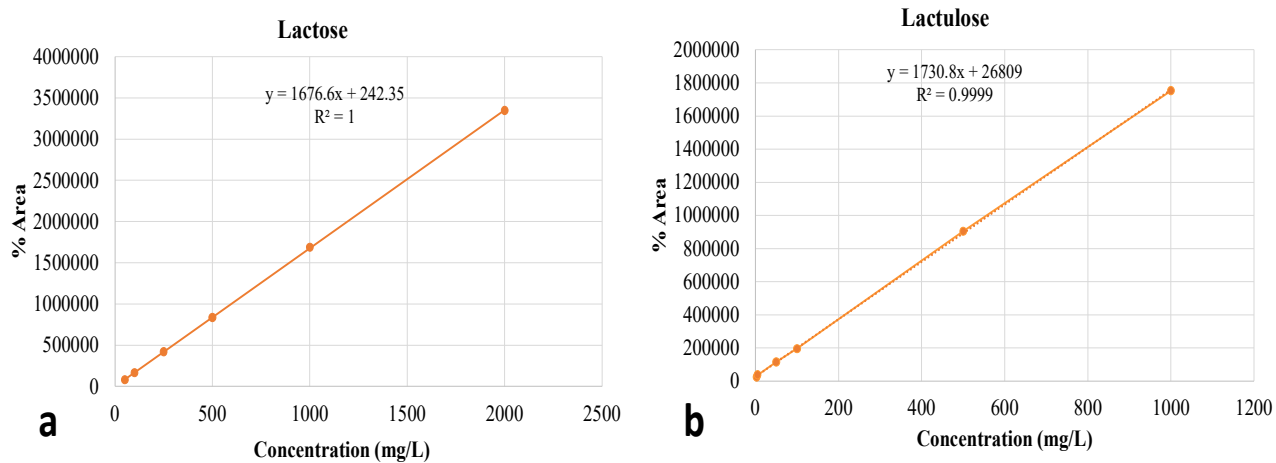 Lactose
4000000
3500000
3000000
2500000
2000000
1500000
1000000
500000
0
y = 1676.6x + 242.35
R² = 1
% Area
0 500 1000 1500 2000 2500
Concentration (mg/L)
a
Lactulose
2000000
1800000
1600000
1400000
1200000
1000000
800000
600000
400000
200000
0
y = 1730.8x + 26809
R² = 0.9999
% Area
0 200 400 600 800 1000 1200
Concentration (mg/L)
b